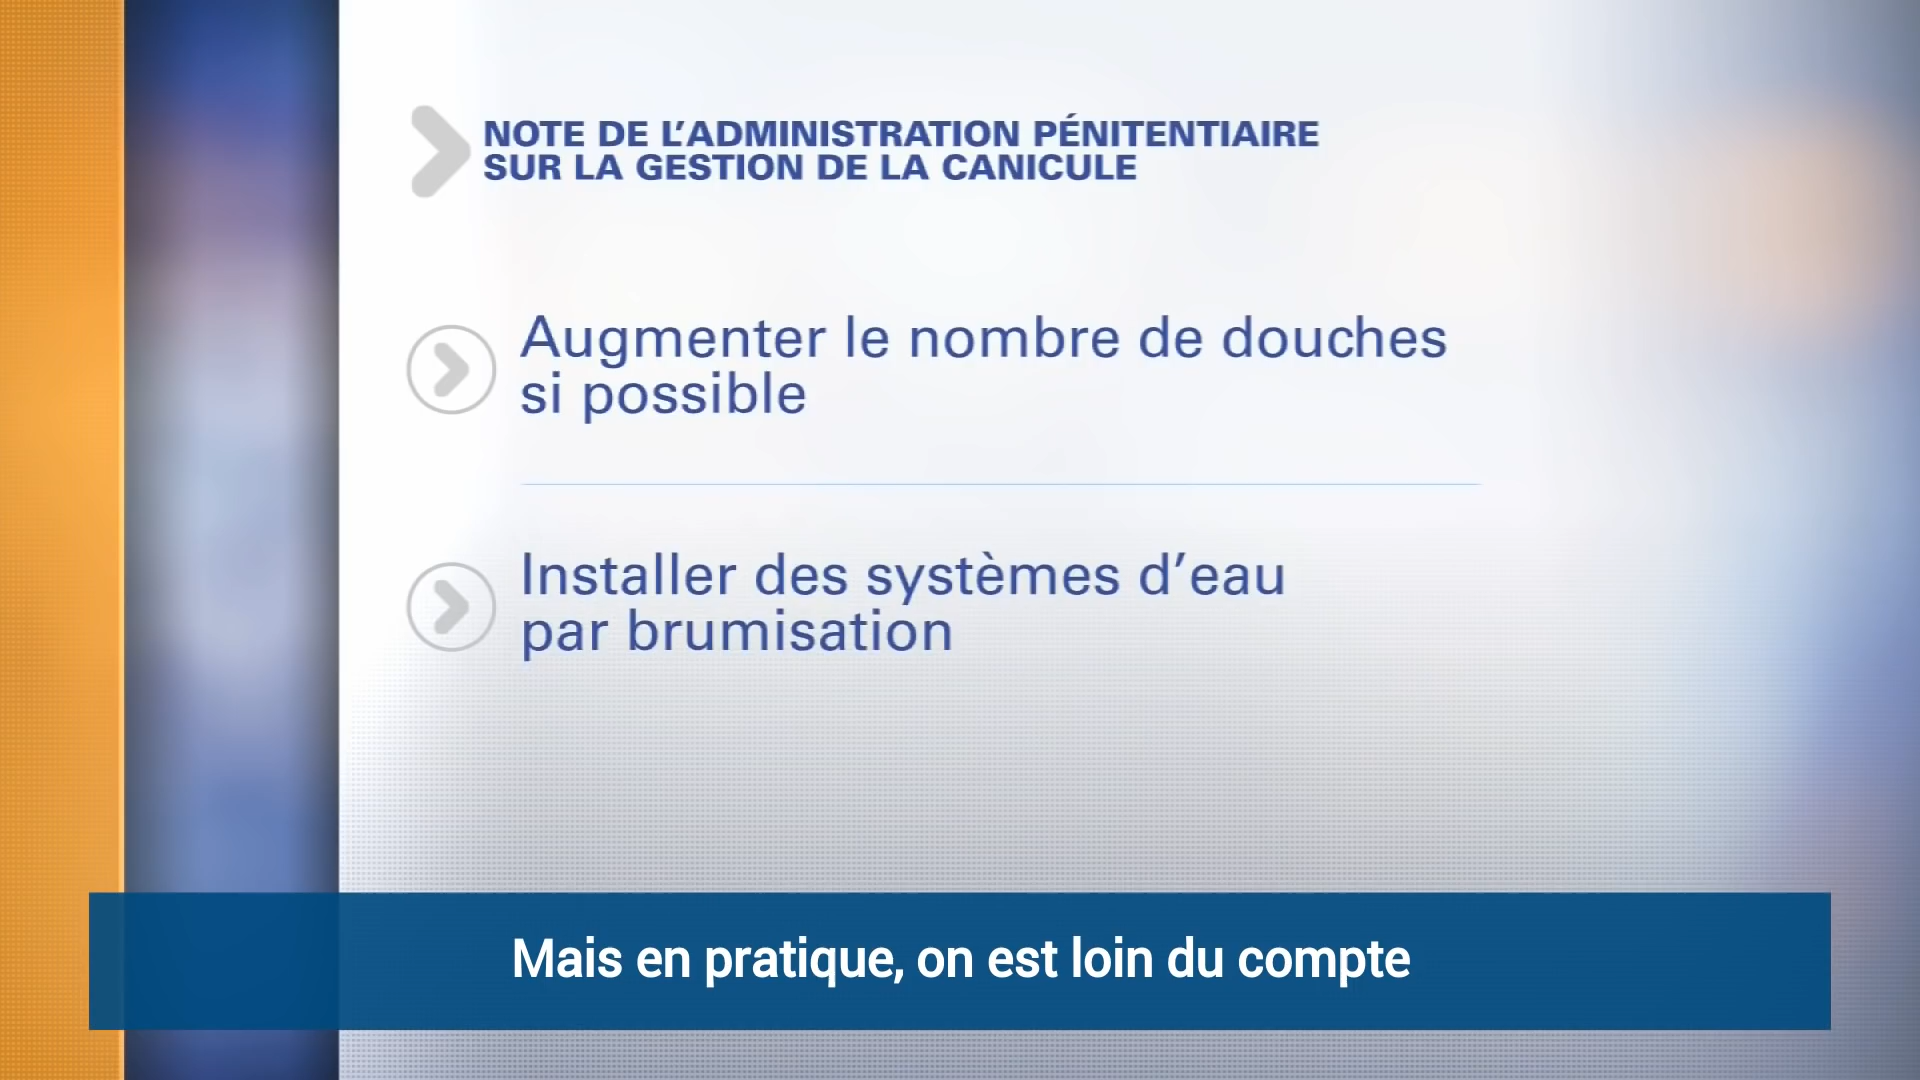 NOTE DE L’ADMINISTRATION PÉNITENTIAIRE
SUR LA GESTION DE LA CANICULE
Augmenter le nombre de douches
si possible
Installer des systèmes d’eau
par brumisation
Mais en pratique, on est loin du compte